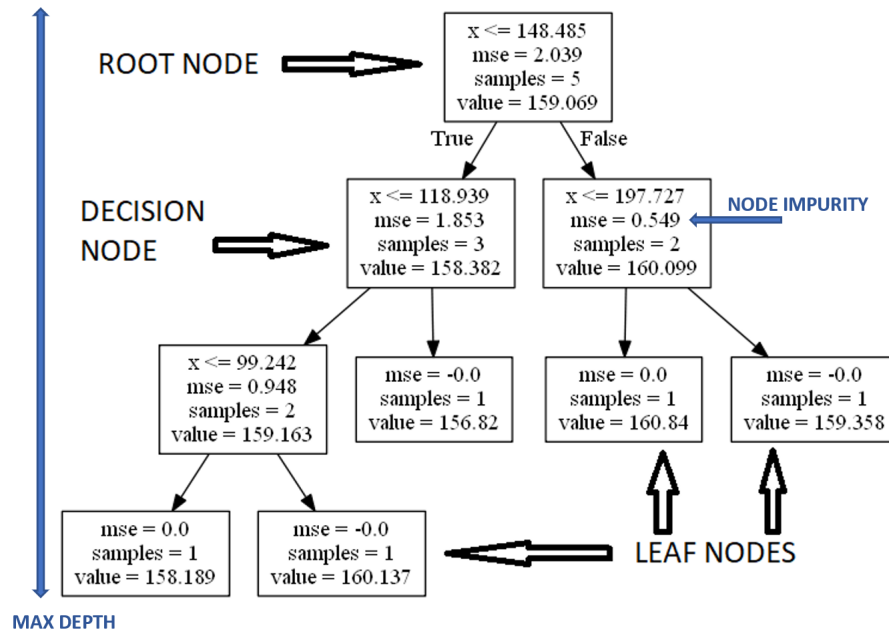 ROOT NODE
x <= 148.485
mse = 2.039
samples = 5
value = 159.069
True
False
DECISION
NODE
x <= 118.939
mse = 1.853
samples = 3
value = 158.382
x <= 197.727
mse = 0.549
samples = 2
value = 160.099
NODE IMPURITY
x <= 99.242
mse = 0.948
samples = 2
value = 159.163
mse = -0.0
samples = 1
value = 156.82
mse = 0.0
samples = 1
value = 160.84
mse = -0.0
samples = 1
value = 159.358
mse = 0.0
samples = 1
value = 158.189
mse = -0.0
samples = 1
value = 160.137
LEAF NODES
MAX DEPTH